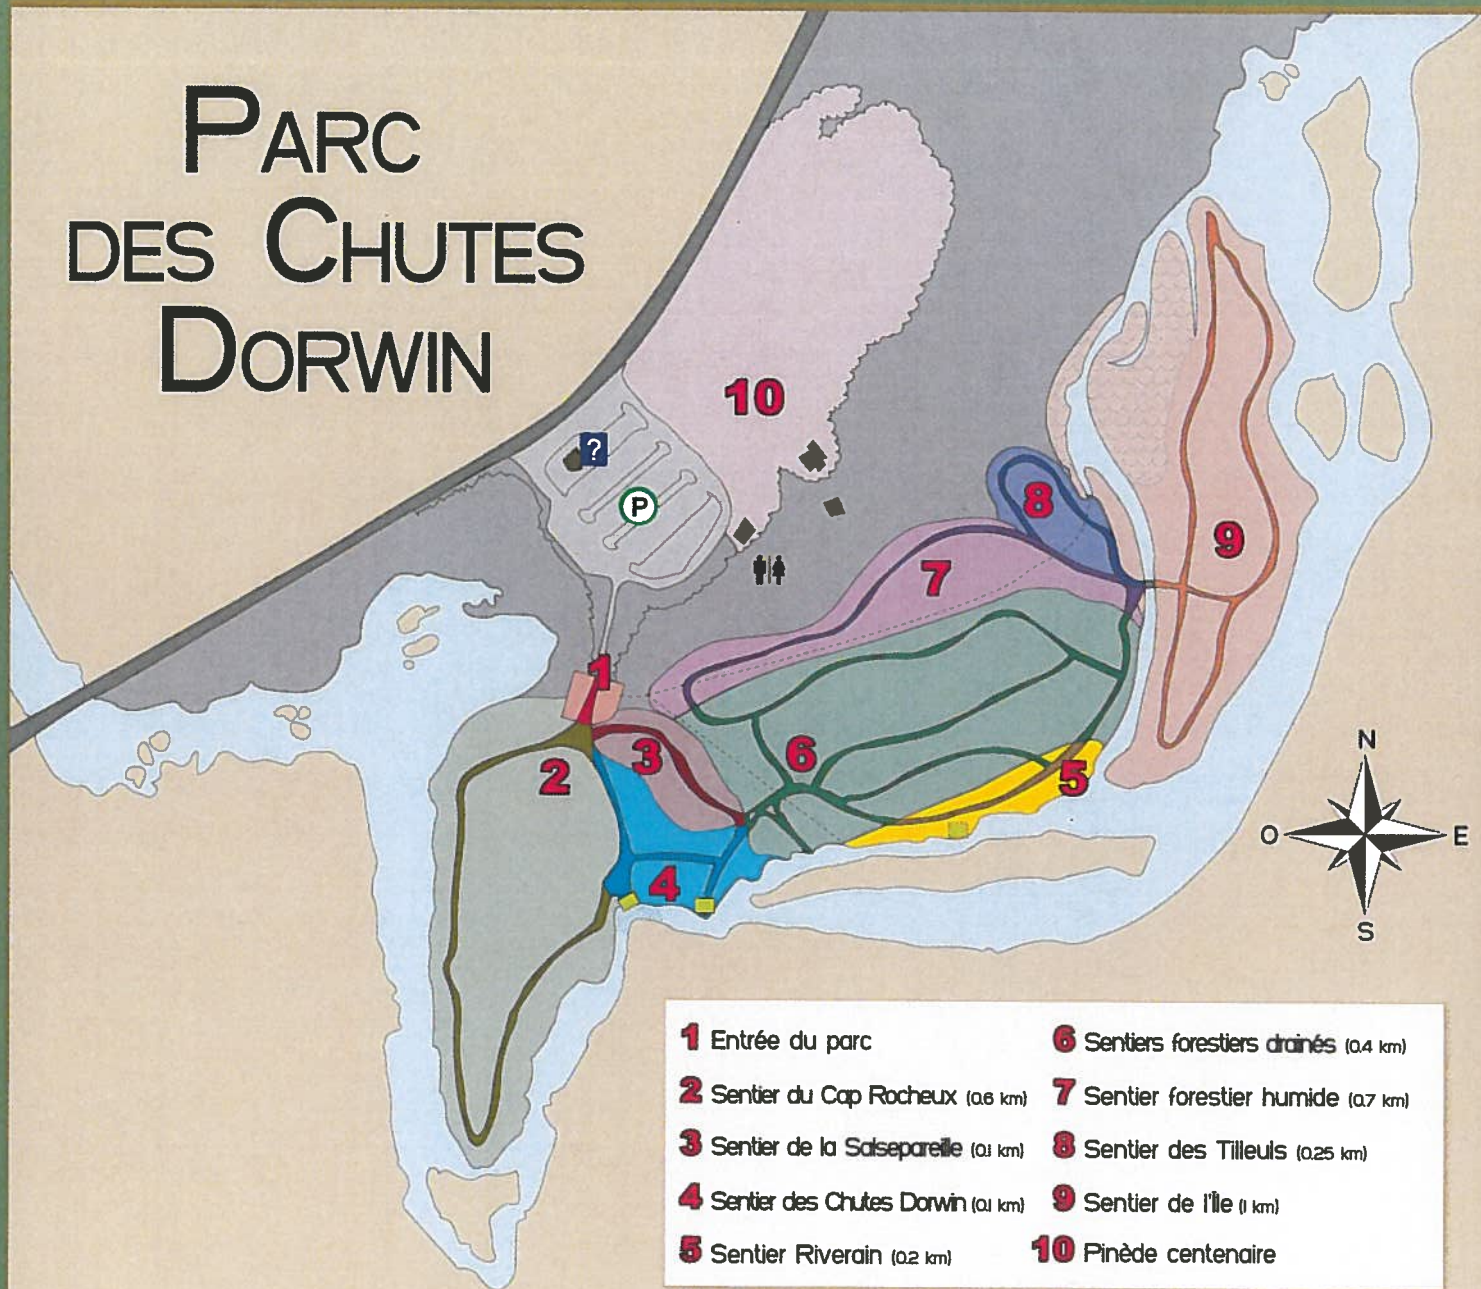 PARC
DES CHUTES
DORWIN
10
?
P
8
9
7
1
6
3
2
5
4
N
O
E
S
1 Entrée du parc
2 Sentier du Cap Rocheux (0.6 km)
3 Sentier de la Salsepareille (0.1 km)
4 Sentier des Chutes Dorwin (0.1 km)
5 Sentier Riverain (0.2 km)
6 Sentiers forestiers drainés (0.4 km)
7 Sentier forestier humide (0.7 km)
8 Sentier des Tilleuls (0.25 km)
9 Sentier de l'Île (1 km)
10 Pinède centenaire